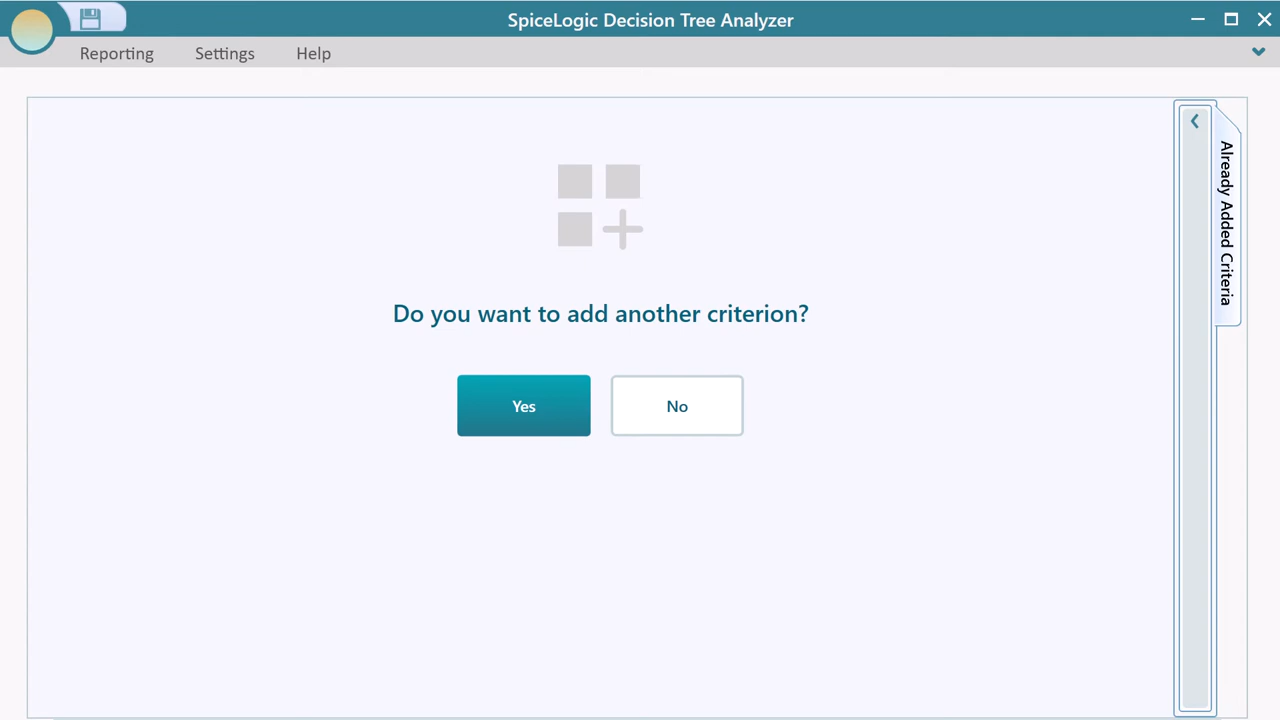 SpiceLogic Decision Tree Analyzer
Reporting Settings Help
Already Added Criteria
Do you want to add another criterion?
Yes No